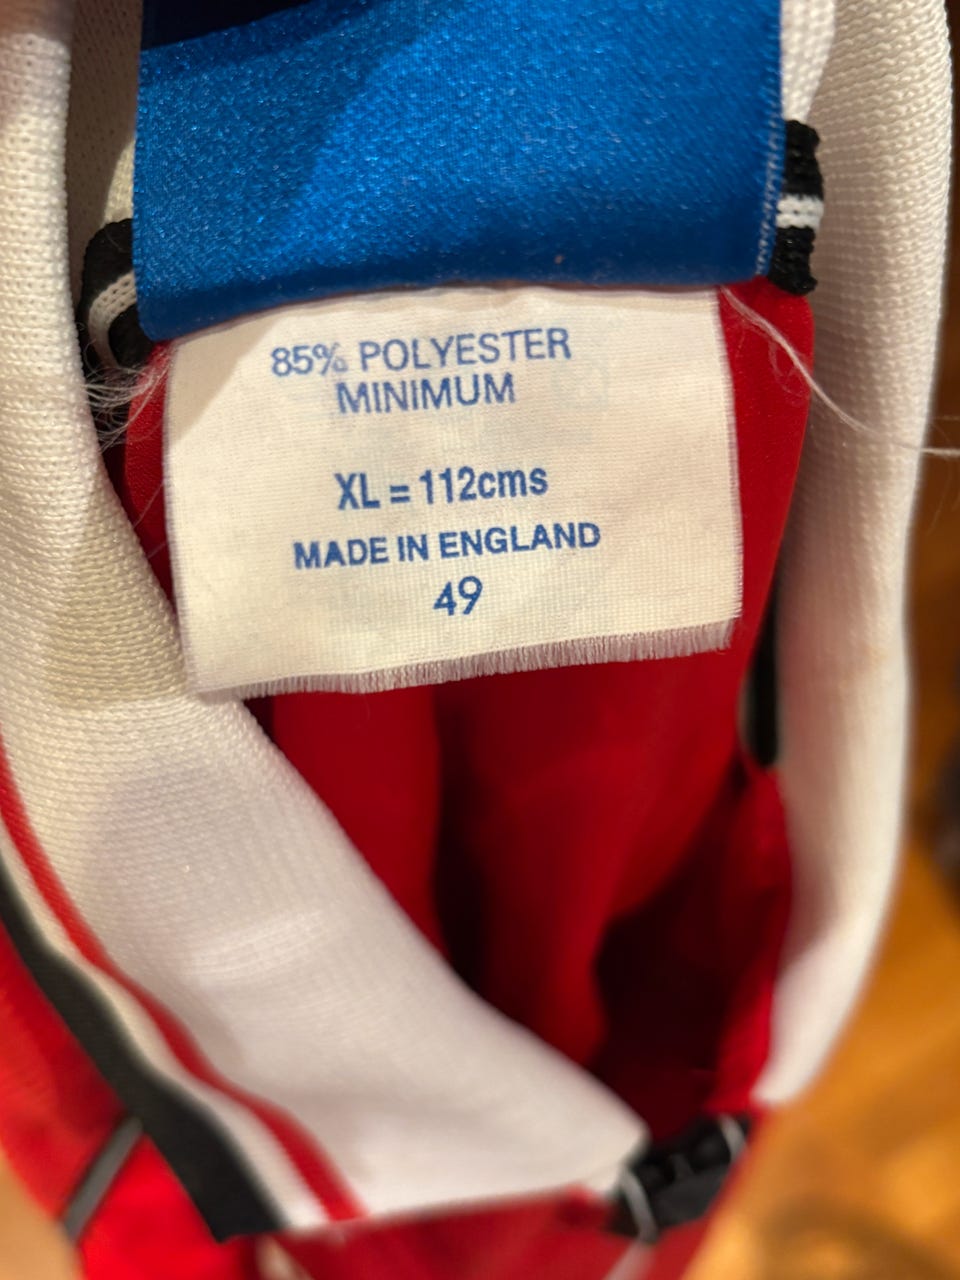 85% POLYESTER
MINIMUM
XL = 112cms
MADE IN ENGLAND
49